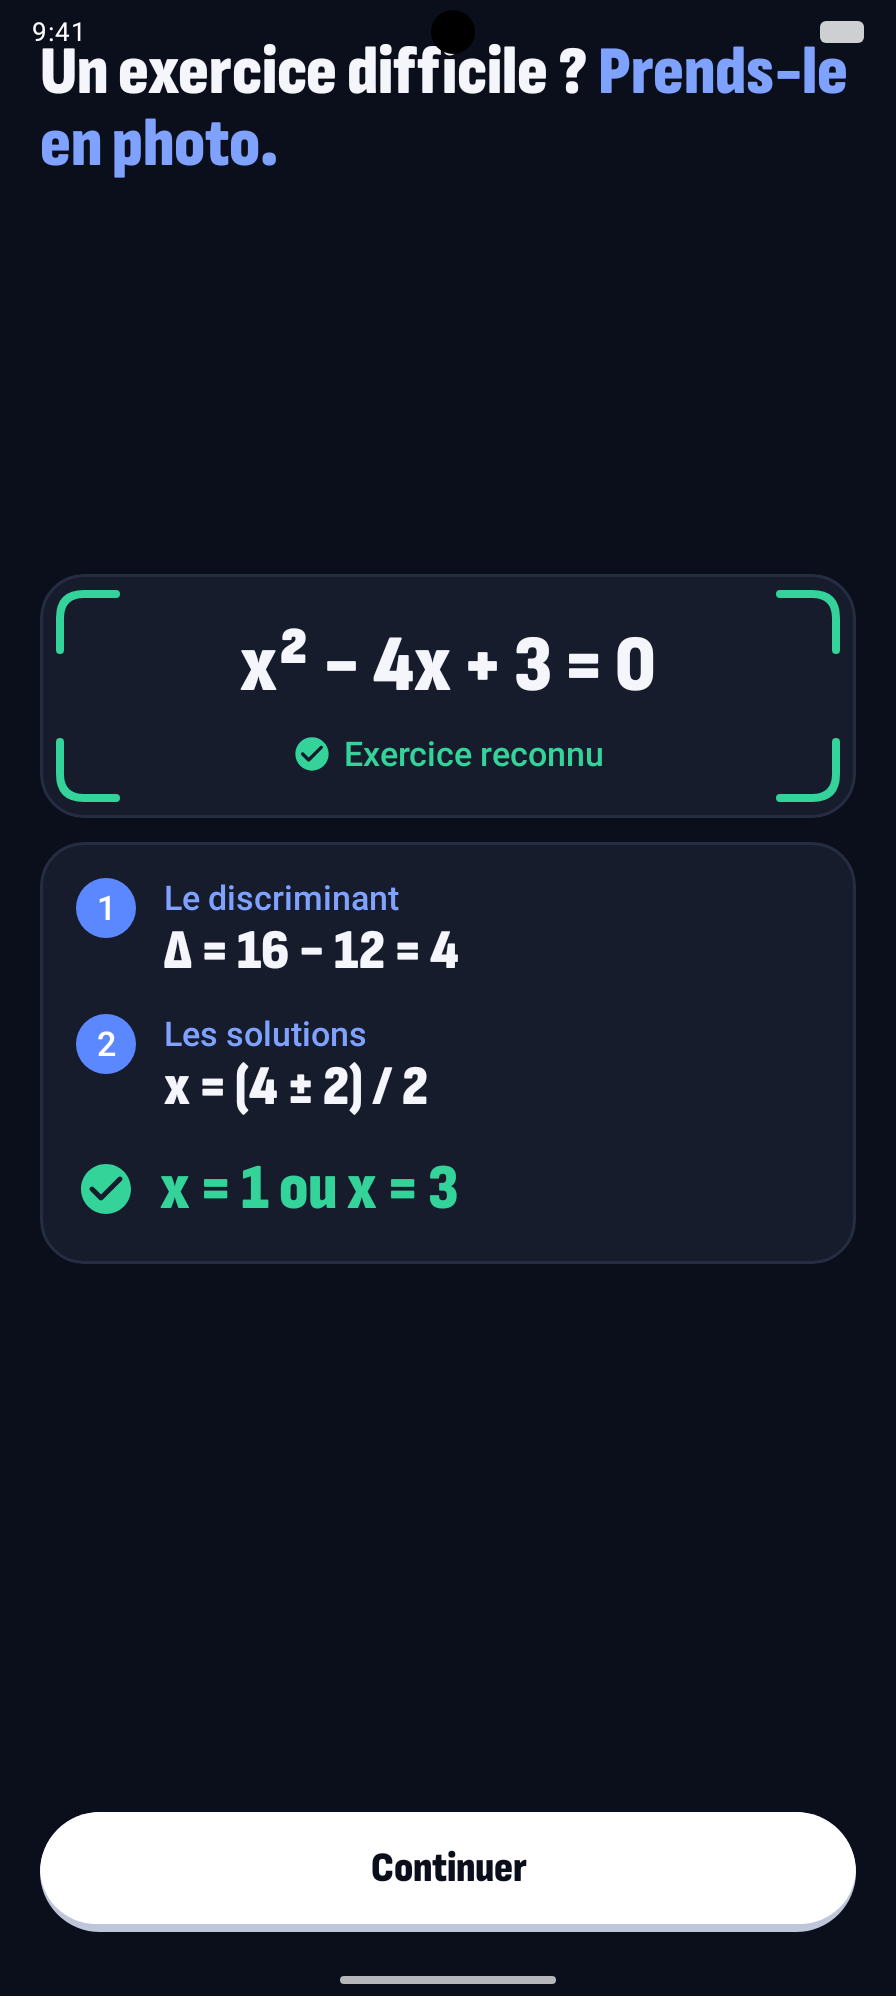 9:41
Un exercice difficile ? Prends-le
en photo.
x² − 4x + 3 = 0
Exercice reconnu
1
Le discriminant
Δ = 16 − 12 = 4
2
Les solutions
x = (4 ± 2) / 2
x = 1 ou x = 3
Continuer